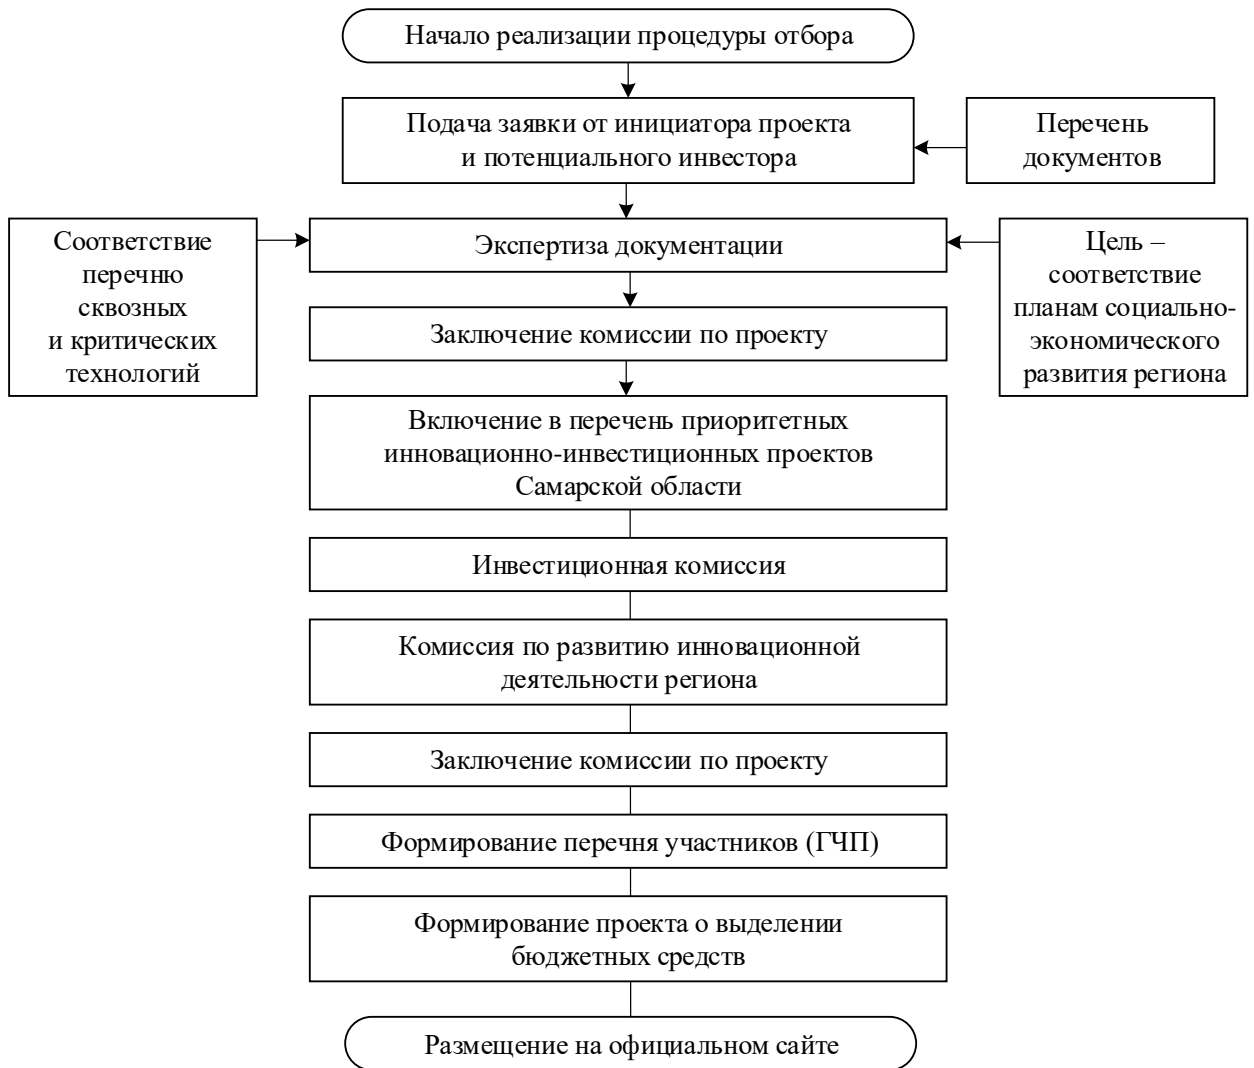 Начало реализации процедуры отбора
Подача заявки от инициатора проекта
и потенциального инвестора
Перечень
документов
Соответствие
перечню
сквозных
и критических
технологий
Экспертиза документации
Цель –
соответствие
планам социально-
экономического
развития региона
Заключение комиссии по проекту
Включение в перечень приоритетных
инновационно-инвестиционных проектов
Самарской области
Инвестиционная комиссия
Комиссия по развитию инновационной
деятельности региона
Заключение комиссии по проекту
Формирование перечня участников (ГЧП)
Формирование проекта о выделении
бюджетных средств
Размещение на официальном сайте